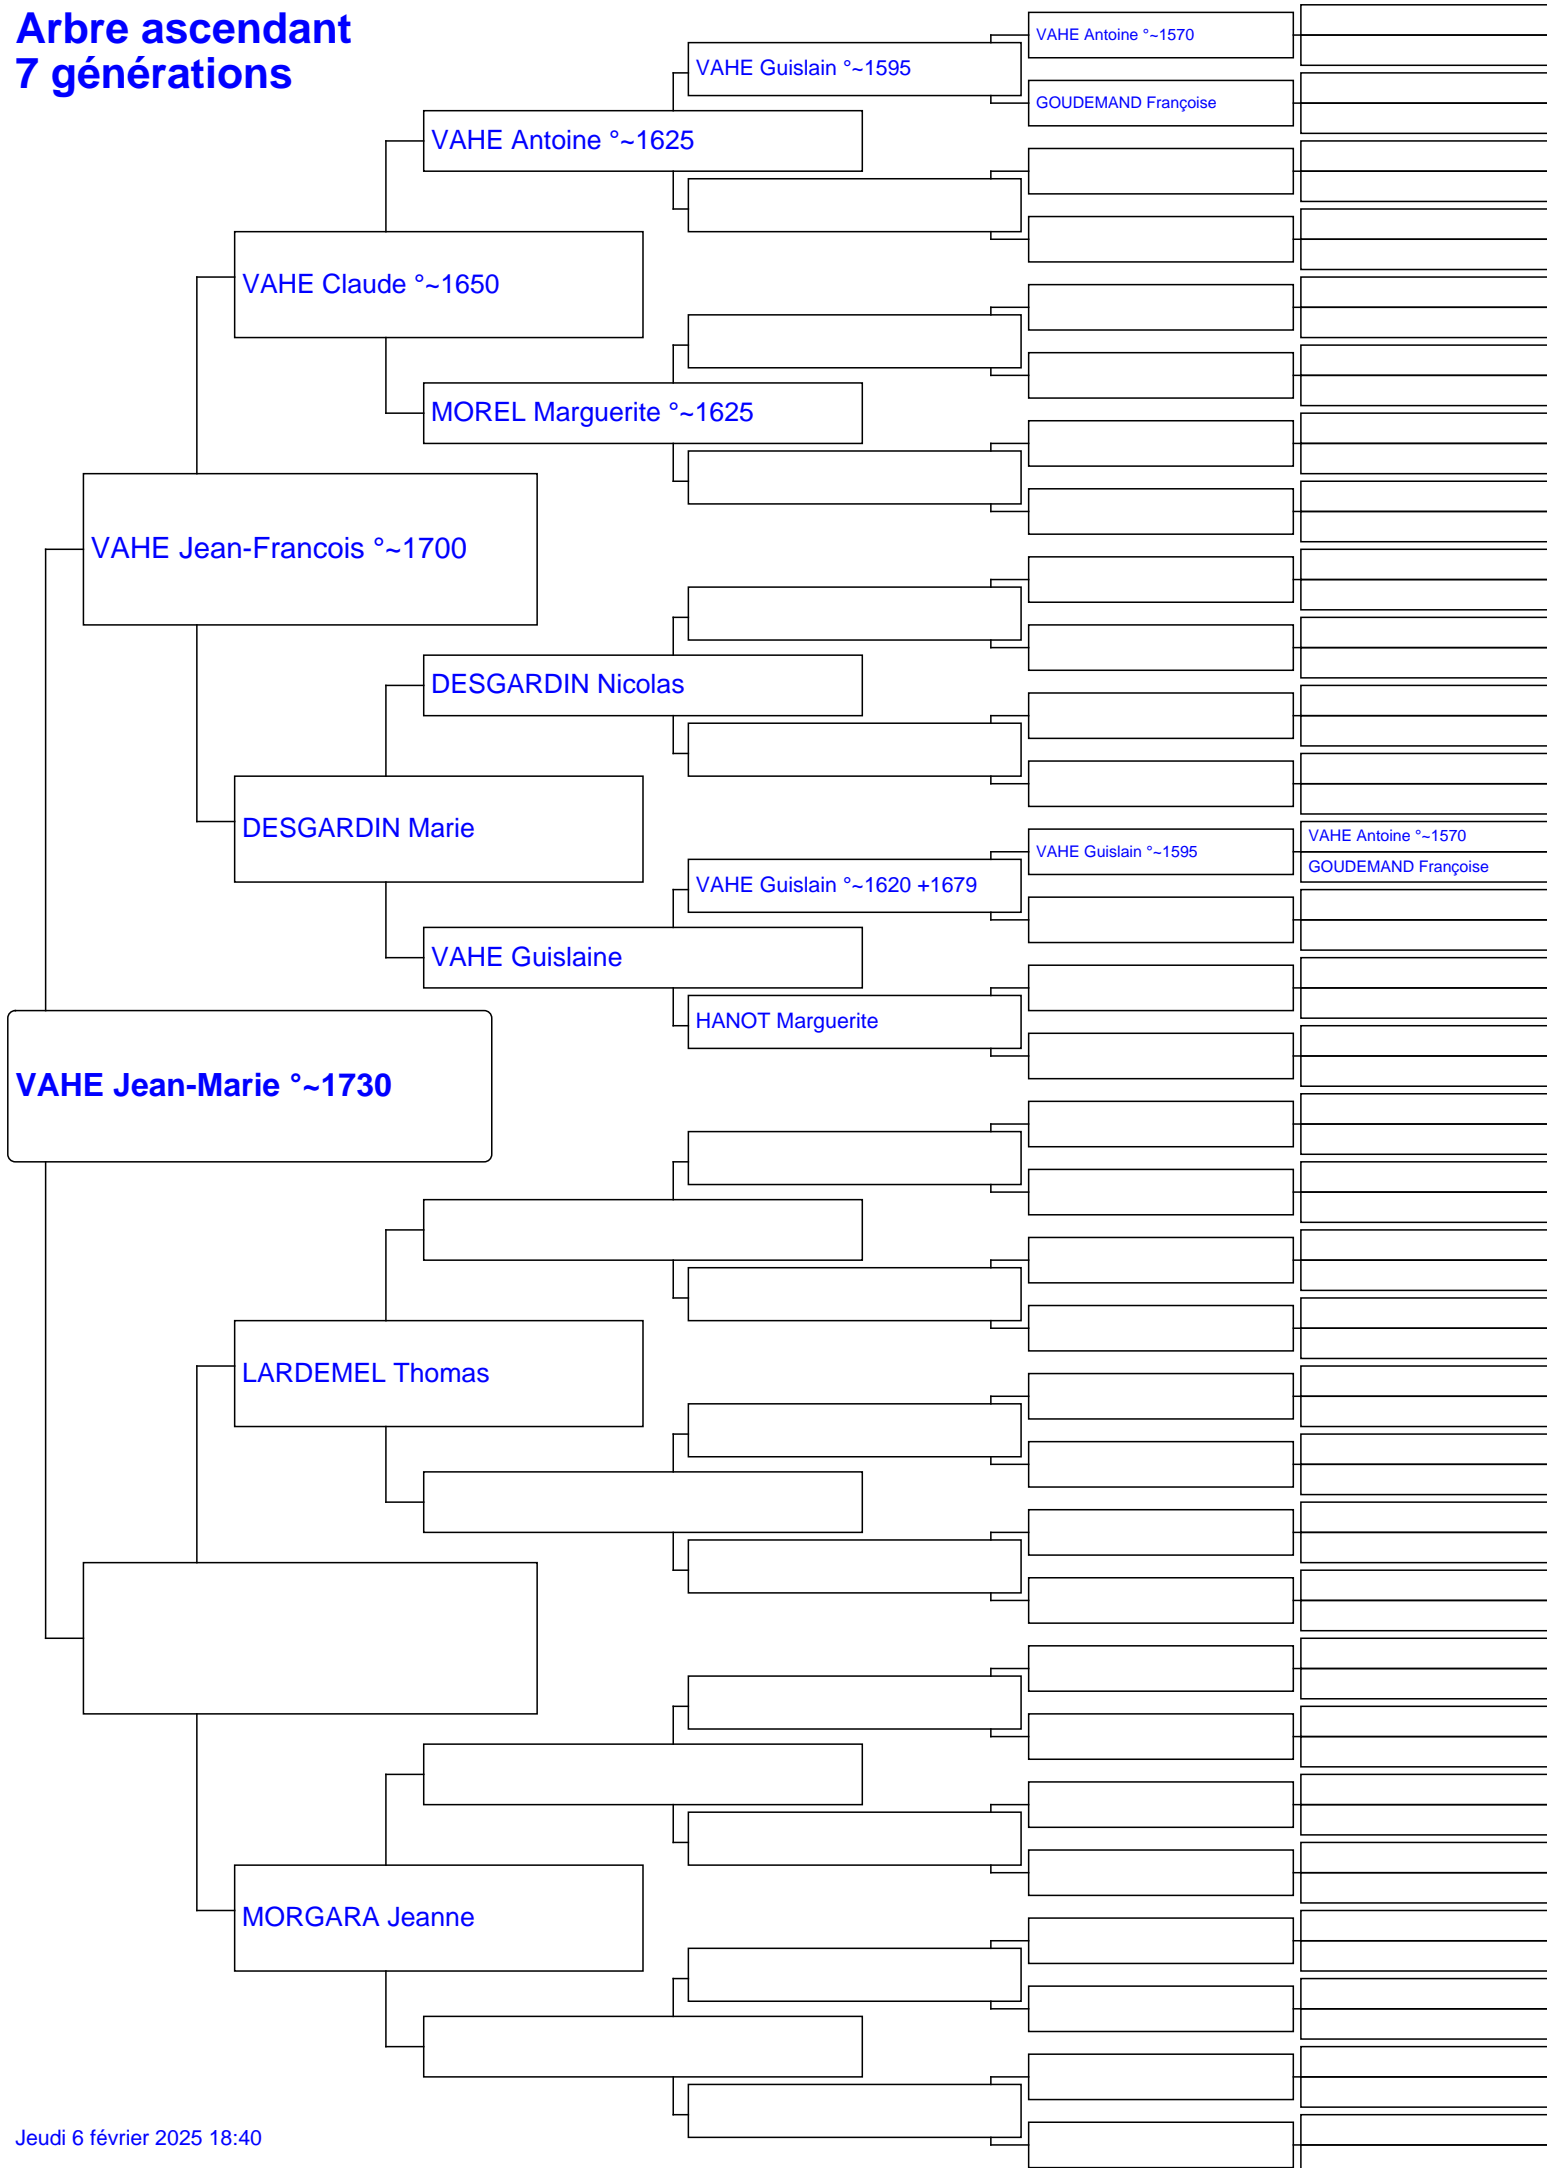 Arbre ascendant
7 générations
VAHE Antoine °~1570
VAHE Guislain °~1595
GOUDEMAND Françoise
VAHE Antoine °~1625
VAHE Claude °~1650
MOREL Marguerite °~1625
VAHE Jean-Francois °~1700
DESGARDIN Nicolas
DESGARDIN Marie
VAHE Guislain °~1595
VAHE Antoine °~1570
GOUDEMAND Françoise
VAHE Guislain °~1620 +1679
VAHE Guislaine
HANOT Marguerite
VAHE Jean-Marie °~1730
LARDEMEL Thomas
MORGARA Jeanne
Jeudi 6 février 2025 18:40